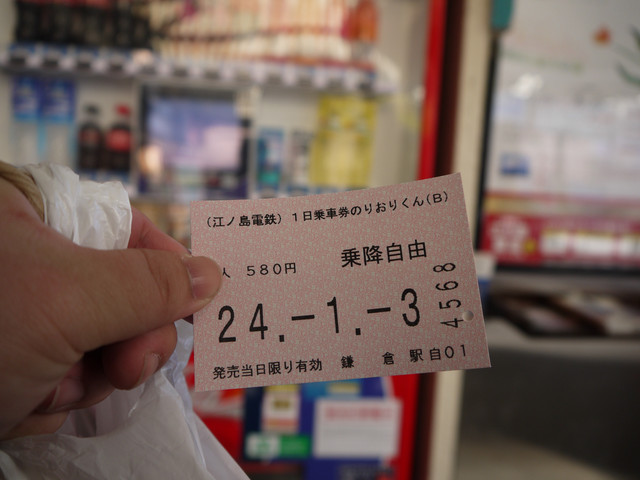 (江ノ島電鉄) 1日乗車券のりおりくん(B)
人 580円 乗降自由
24.-1.-3 4568
発売当日限り有効 鎌 倉 駅自01